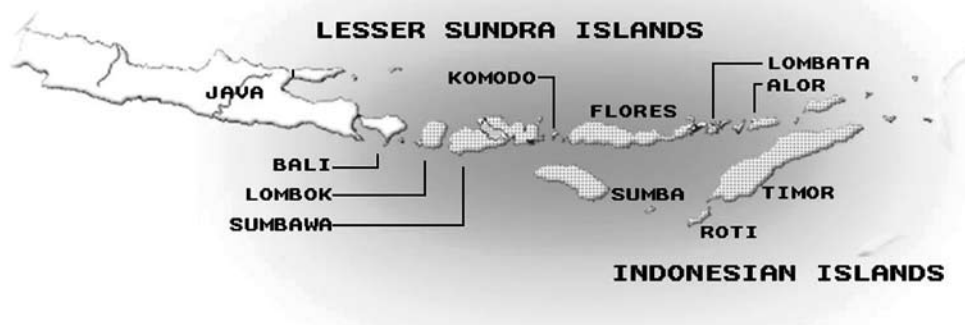 LESSER SUNDRA ISLANDS
LOMBATA
KOMODO
ALOR
JAVA
FLORES
BALI
LOMBOK
SUMBA
TIMOR
SUMBAWA
ROTI
INDONESIAN ISLANDS